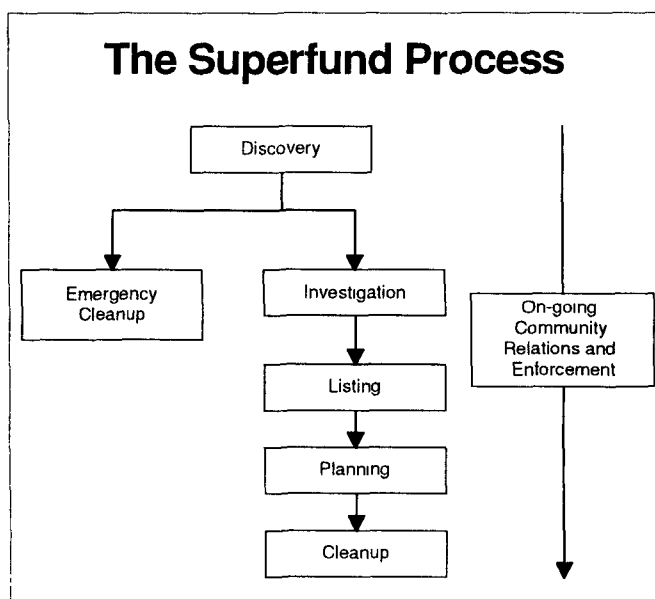 The Superfund Process
Discovery
Emergency
Cleanup
Investigation
Listing
Planning
Cleanup
On-going
Community
Relations and
Enforcement